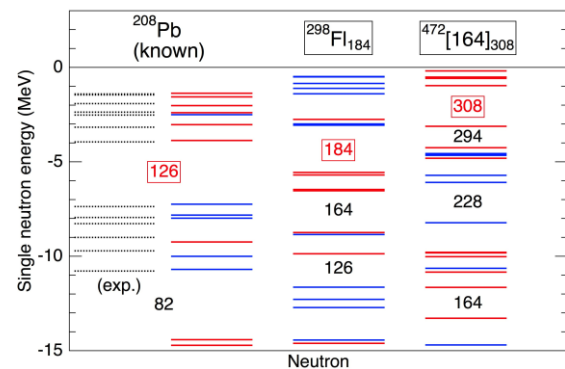 ²⁰⁸Pb
(known)
²⁹⁸Fl₁₈₄
⁴⁷²[164]₃₀₈
Single neutron energy (MeV)
0
-5
-10
-15
126
(exp.)
82
184
164
126
308
294
228
164
Neutron